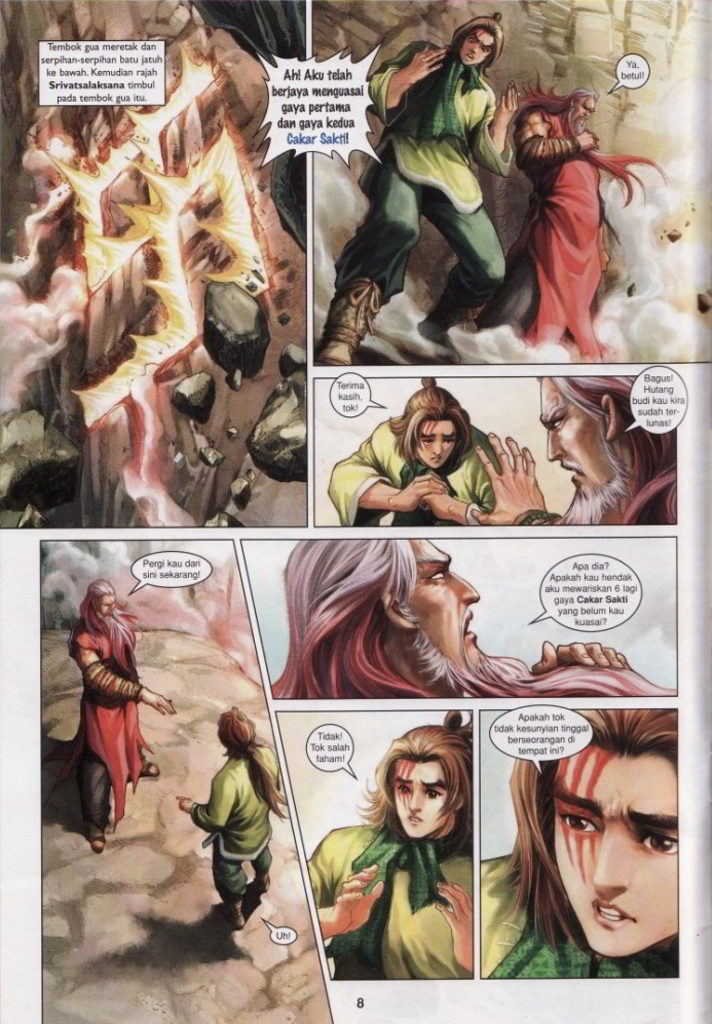 Tembok gua meretak dan
serpihan-serpihan batu jatuh
ke bawah. Kemudian rajah
Srivatsalaksana timbul
pada tembok gua itu.
Ah! Aku telah
berjaya menguasai
gaya pertama
dan gaya kedua
Cakar Sakti!
Ya,
betul!
Terima
kasih,
tok!
Bagus!
Hutang
budi kau kira
sudah ter-
lunas!
Pergi kau dari
sini sekarang!
Uh!
Apa dia?
Apakah kau hendak
aku mewariskan 6 lagi
gaya Cakar Sakti
yang belum kau
kuasai?
Tidak!
Tok salah
faham!
Apakah tok
tidak kesunyian tinggal
berseorangan di
tempat ini?
8